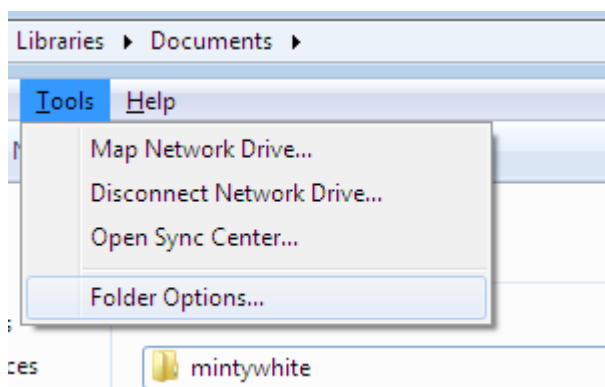 Libraries ▸ Documents ▸
Tools Help
Map Network Drive...
Disconnect Network Drive...
Open Sync Center...
Folder Options...
mintywhite